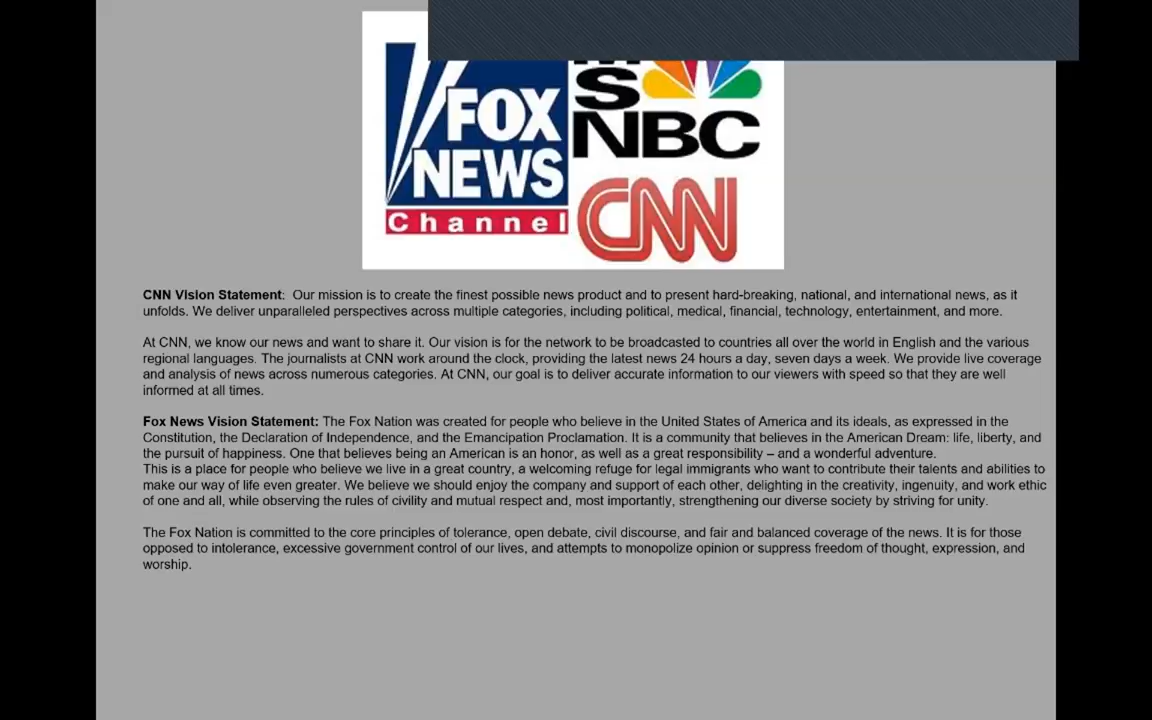 FOX
NEWS
Channel
S
NBC
CNN
CNN Vision Statement:  Our mission is to create the finest possible news product and to present hard-breaking, national, and international news, as it
unfolds. We deliver unparalleled perspectives across multiple categories, including political, medical, financial, technology, entertainment, and more.
At CNN, we know our news and want to share it. Our vision is for the network to be broadcasted to countries all over the world in English and the various
regional languages. The journalists at CNN work around the clock, providing the latest news 24 hours a day, seven days a week. We provide live coverage
and analysis of news across numerous categories. At CNN, our goal is to deliver accurate information to our viewers with speed so that they are well
informed at all times.
Fox News Vision Statement: The Fox Nation was created for people who believe in the United States of America and its ideals, as expressed in the
Constitution, the Declaration of Independence, and the Emancipation Proclamation. It is a community that believes in the American Dream: life, liberty, and
the pursuit of happiness. One that believes being an American is an honor, as well as a great responsibility – and a wonderful adventure.
This is a place for people who believe we live in a great country, a welcoming refuge for legal immigrants who want to contribute their talents and abilities to
make our way of life even greater. We believe we should enjoy the company and support of each other, delighting in the creativity, ingenuity, and work ethic
of one and all, while observing the rules of civility and mutual respect and, most importantly, strengthening our diverse society by striving for unity.
The Fox Nation is committed to the core principles of tolerance, open debate, civil discourse, and fair and balanced coverage of the news. It is for those
opposed to intolerance, excessive government control of our lives, and attempts to monopolize opinion or suppress freedom of thought, expression, and
worship.